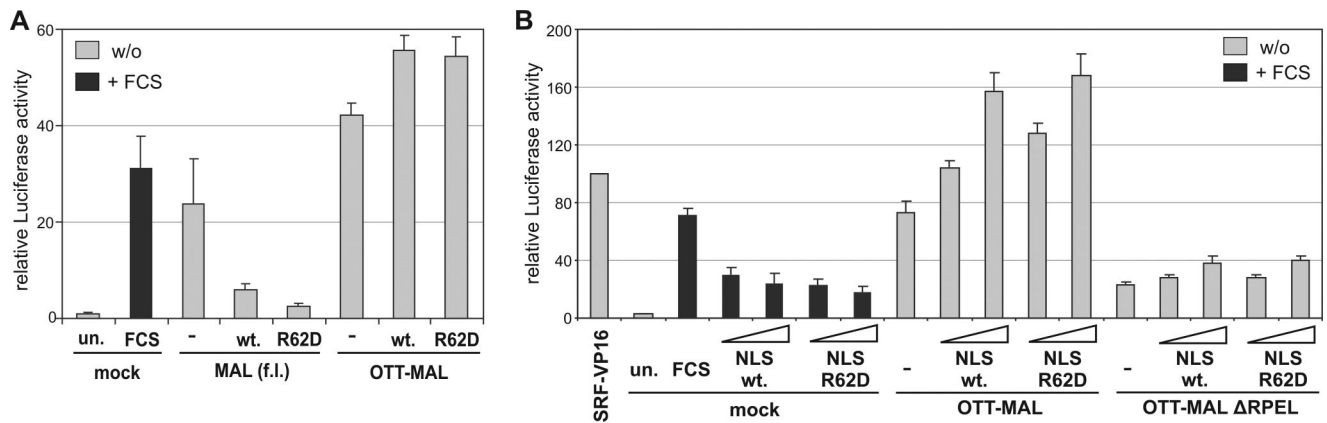 A
relative Luciferase activity
60
40
20
0
w/o
+ FCS
un. FCS - wt. R62D - wt. R62D
mock MAL (f.l.) OTT-MAL
B
relative Luciferase activity
200
160
120
80
40
0
w/o
+ FCS
SRF-VP16
un. FCS NLS wt. NLS R62D - NLS wt. NLS R62D - NLS wt. NLS R62D
mock OTT-MAL OTT-MAL ΔRPEL